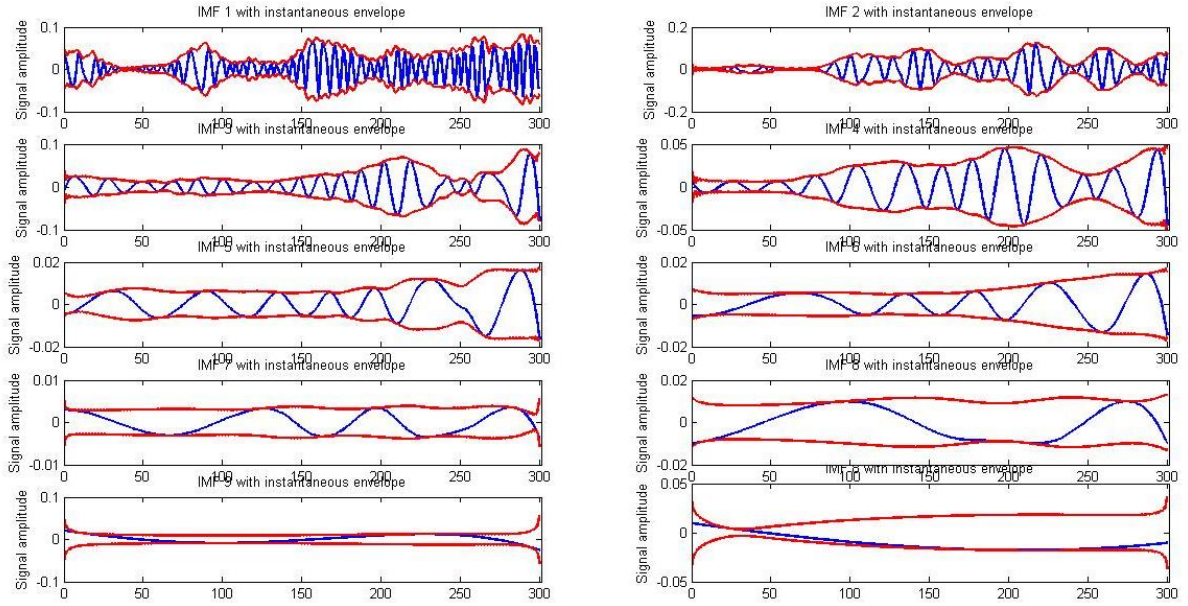 IMF 1 with instantaneous envelope
Signal amplitude
0.1
0
-0.1
0 50 100 150 200 250 300
IMF 2 with instantaneous envelope
Signal amplitude
0.2
0
-0.2
0 50 100 150 200 250 300
IMF 3 with instantaneous envelope
Signal amplitude
0.1
0
-0.1
0 50 100 150 200 250 300
IMF 4 with instantaneous envelope
Signal amplitude
0.05
0
-0.05
0 50 100 150 200 250 300
IMF 5 with instantaneous envelope
Signal amplitude
0.02
0
-0.02
0 50 100 150 200 250 300
IMF 6 with instantaneous envelope
Signal amplitude
0.02
0
-0.02
0 50 100 150 200 250 300
IMF 7 with instantaneous envelope
Signal amplitude
0.01
0
-0.01
0 50 100 150 200 250 300
IMF 8 with instantaneous envelope
Signal amplitude
0.02
0
-0.02
0 50 100 150 200 250 300
IMF 9 with instantaneous envelope
Signal amplitude
0.1
0
-0.1
0 50 100 150 200 250 300
IMF with instantaneous envelope
Signal amplitude
0.05
0
-0.05
0 50 100 150 200 250 300